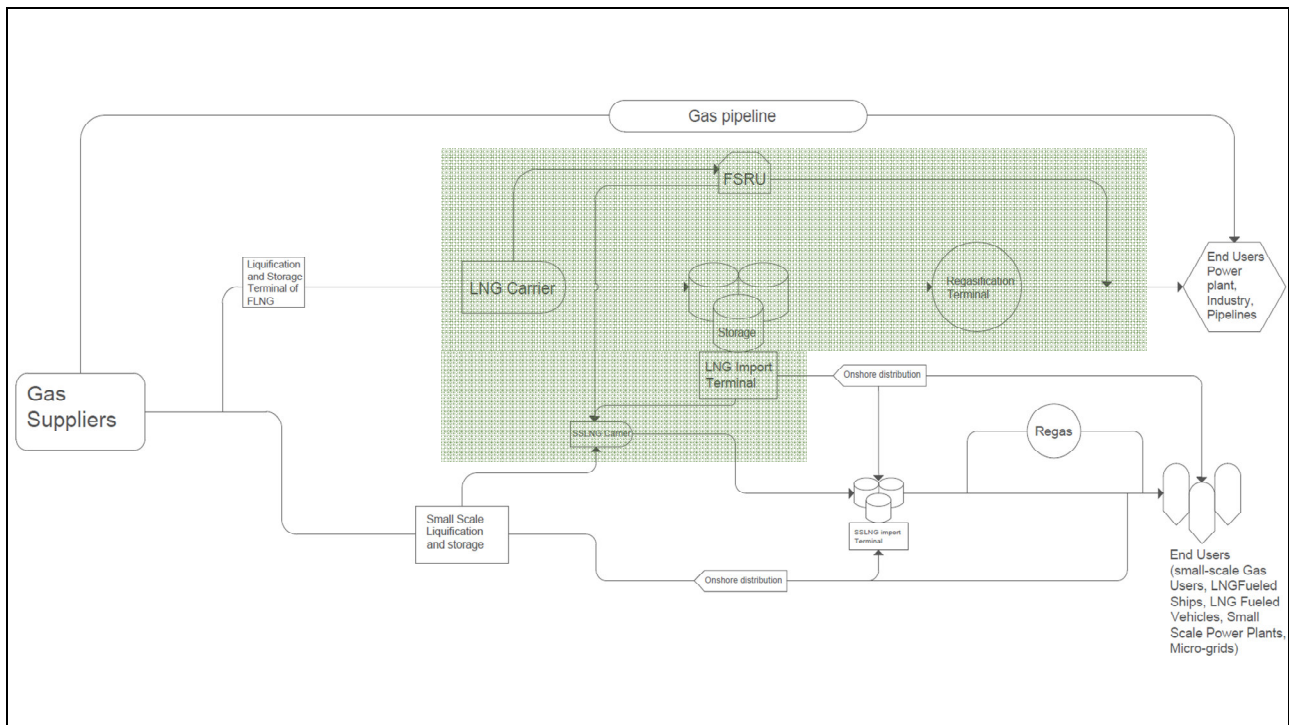 Gas pipeline
FSRU
Liquification
and Storage
Terminal of
FLNG
LNG Carrier
Storage
Regasification
Terminal
End Users
Power
plant,
Industry,
Pipelines
LNG Import
Terminal
Onshore distribution
Gas
Suppliers
SSLNG Carrier
Regas
Small Scale
Liquification
and storage
SSLNG import
Terminal
Onshore distribution
End Users
(small-scale Gas
Users, LNGFueled
Ships, LNG Fueled
Vehicles, Small
Scale Power Plants,
Micro-grids)